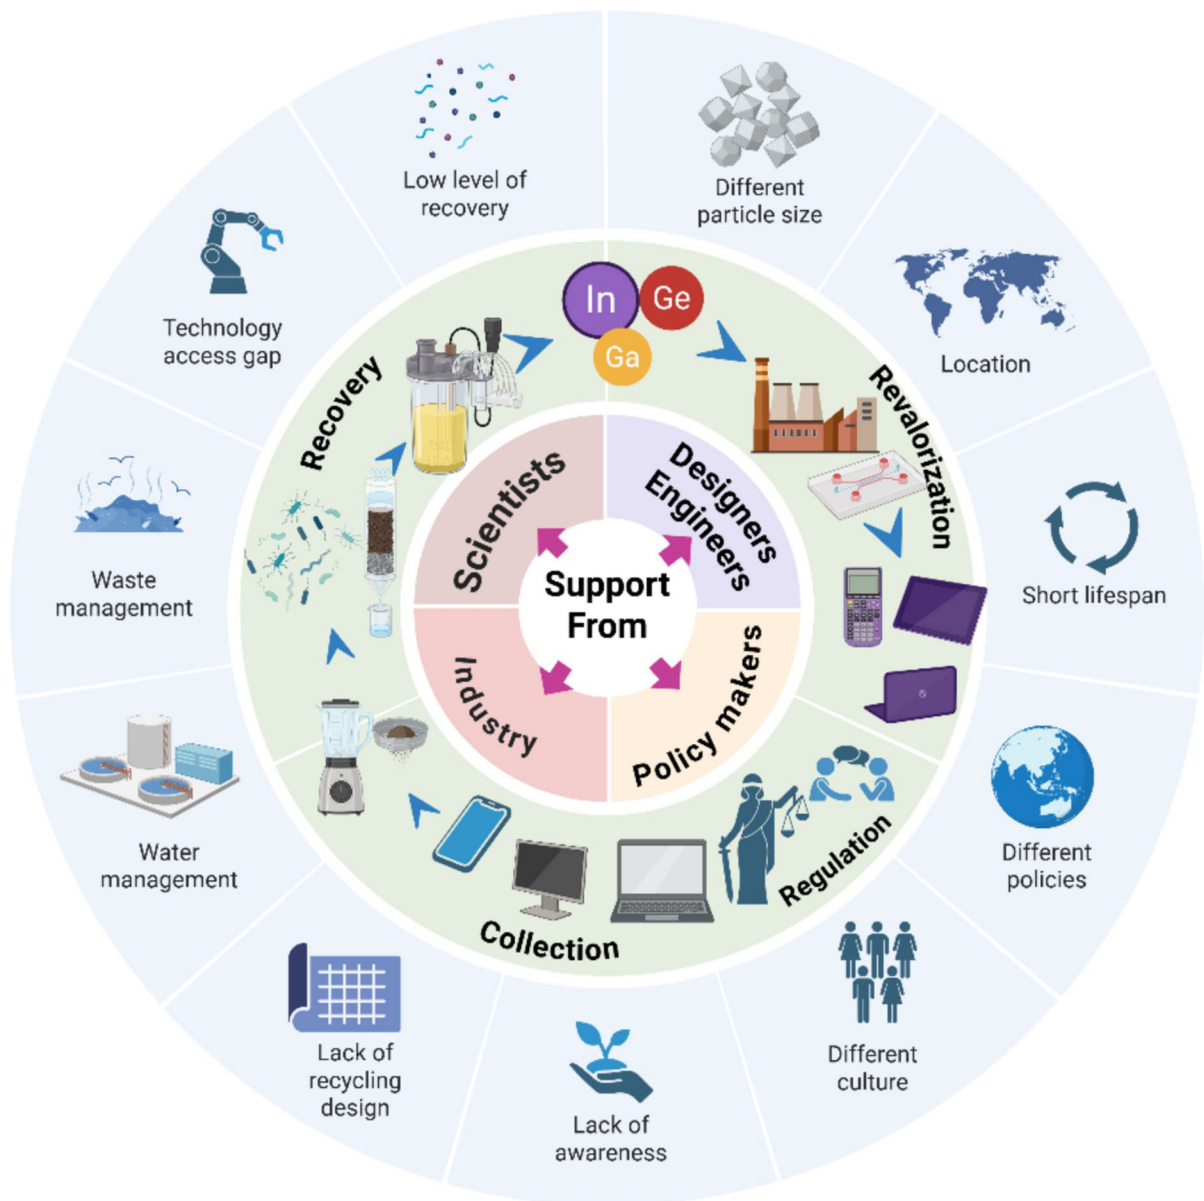 Low level of
recovery
Different
particle size
Location
Short lifespan
Different
policies
Different
culture
Lack of
awareness
Lack of
recycling
design
Water
management
Waste
management
Technology
access gap
Recovery
In
Ge
Ga
Revalorization
Regulation
Collection
Scientists
Designers
Engineers
Policy makers
Industry
Support
From